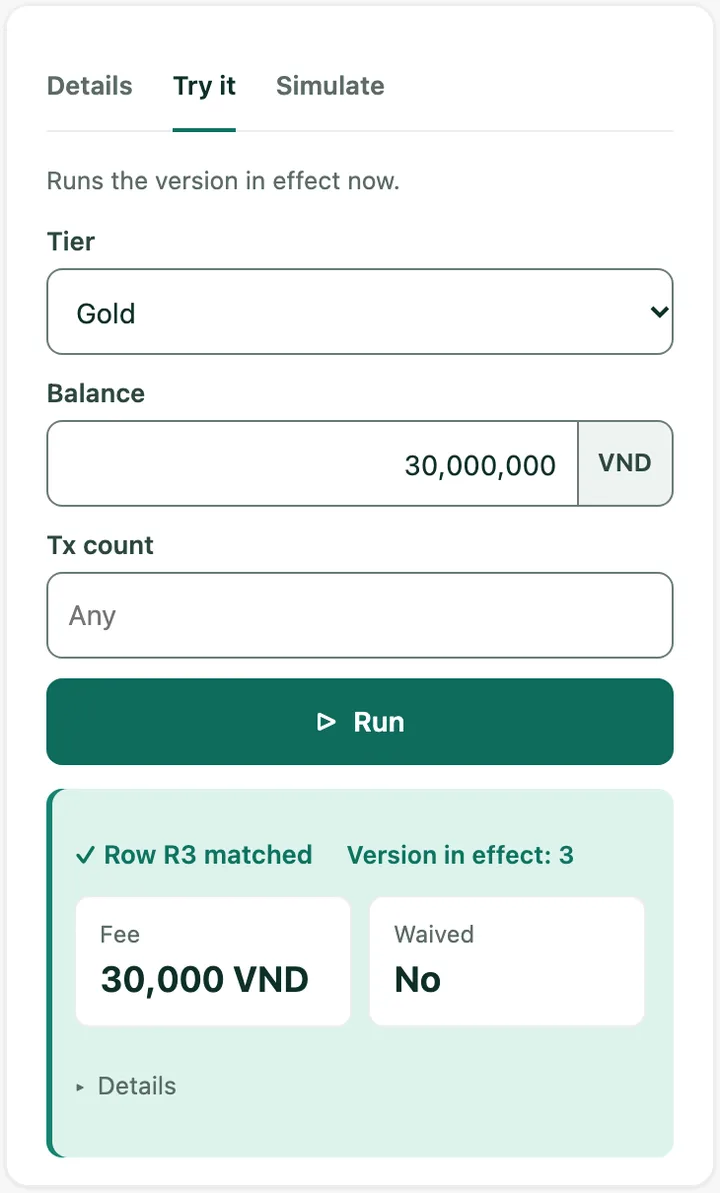 Details Try it Simulate
Runs the version in effect now.
Tier
Gold
Balance
30,000,000 VND
Tx count
Any
Run
✓ Row R3 matched Version in effect: 3
Fee Waived
30,000 VND No
▸ Details